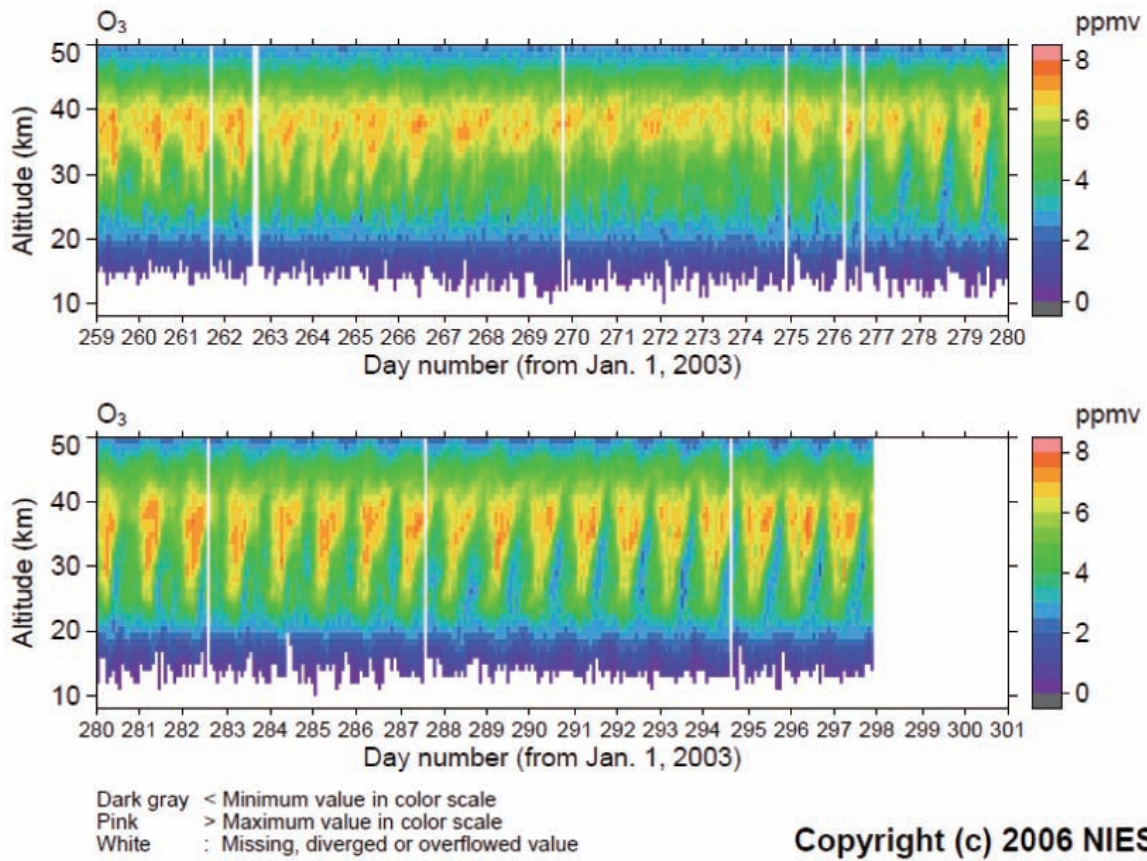 O3 ppmv
50
40
30
20
10
Altitude (km)
8
6
4
2
0
259 260 261 262 263 264 265 266 267 268 269 270 271 272 273 274 275 276 277 278 279 280
Day number (from Jan. 1, 2003)
O3 ppmv
50
40
30
20
10
Altitude (km)
8
6
4
2
0
280 281 282 283 284 285 286 287 288 289 290 291 292 293 294 295 296 297 298 299 300 301
Day number (from Jan. 1, 2003)
Dark gray < Minimum value in color scale
Pink > Maximum value in color scale
White : Missing, diverged or overflowed value
Copyright (c) 2006 NIES